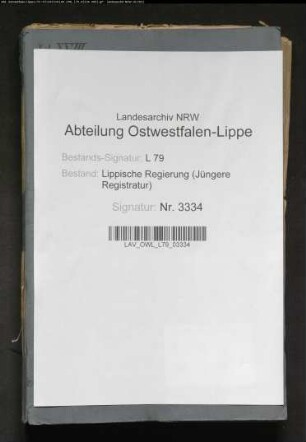 Landesarchiv NRW
Abteilung Ostwestfalen-Lippe
Bestands-Signatur: L 79
Bestand: Lippische Regierung (Jüngere
Registratur)
Signatur: Nr. 3334
LAV_OWL_L79_03334